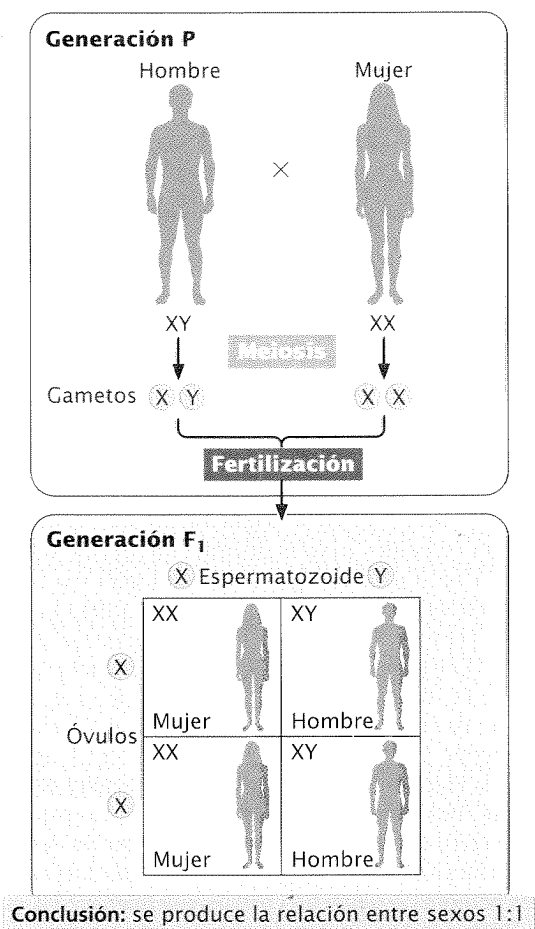 Generación P
Hombre Mujer
×
XY XX
Meiosis
Gametos X Y X X
Fertilización
Generación F1
X Espermatozoide Y
XX XY
X
Mujer Hombre
Óvulos
XX XY
X
Mujer Hombre
Conclusión: se produce la relación entre sexos 1:1